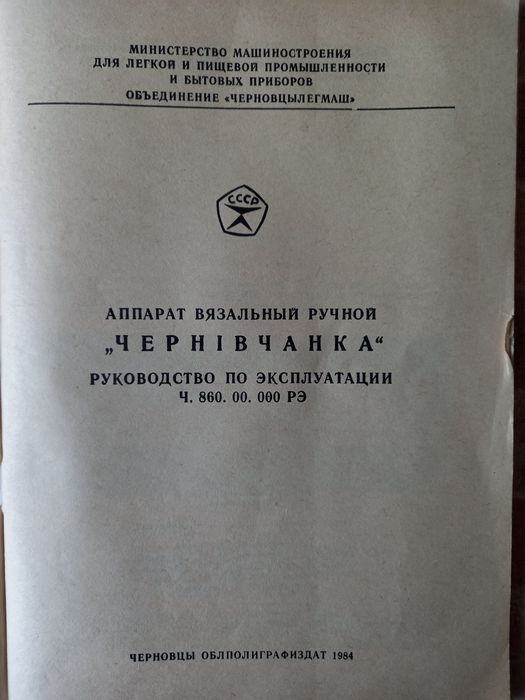 МИНИСТЕРСТВО МАШИНОСТРОЕНИЯ
ДЛЯ ЛЕГКОЙ И ПИЩЕВОЙ ПРОМЫШЛЕННОСТИ
И БЫТОВЫХ ПРИБОРОВ
ОБЪЕДИНЕНИЕ «ЧЕРНОВЦЫЛЕГМАШ»
СССР
АППАРАТ ВЯЗАЛЬНЫЙ РУЧНОЙ
„ЧЕРНІВЧАНКА“
РУКОВОДСТВО ПО ЭКСПЛУАТАЦИИ
Ч. 860. 00. 000 РЭ
ЧЕРНОВЦЫ ОБЛПОЛИГРАФИЗДАТ 1984